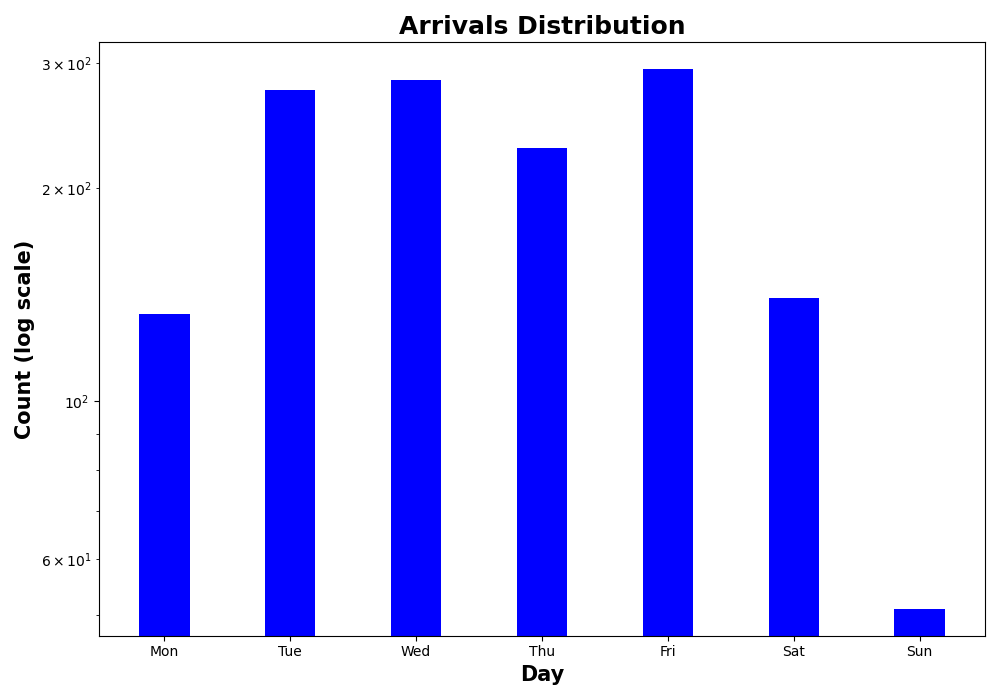 Arrivals Distribution
3 × 10²
2 × 10²
10²
6 × 10¹
Count (log scale)
Mon Tue Wed Thu Fri Sat Sun
Day